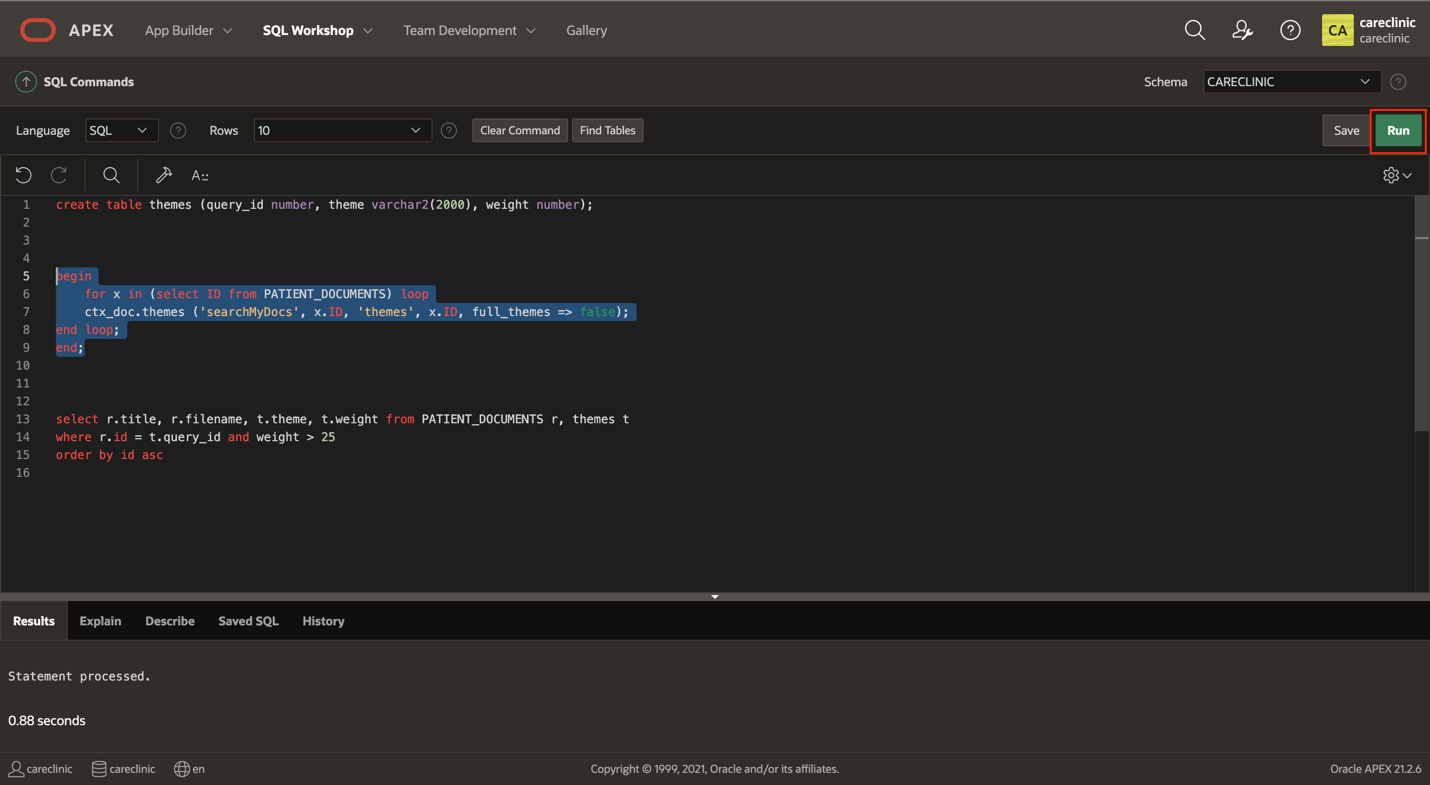 APEX App Builder SQL Workshop Team Development Gallery CA careclinic
careclinic
SQL Commands Schema CARECLINIC
Language SQL Rows 10 Clear Command Find Tables Save Run
A::
1 create table themes (query_id number, theme varchar2(2000), weight number);
2
3
4
5 begin
6 for x in (select ID from PATIENT_DOCUMENTS) loop
7 ctx_doc.themes ('searchMyDocs', x.ID, 'themes', x.ID, full_themes => false);
8 end loop;
9 end;
10
11
12
13 select r.title, r.filename, t.theme, t.weight from PATIENT_DOCUMENTS r, themes t
14 where r.id = t.query_id and weight > 25
15 order by id asc
16
Results Explain Describe Saved SQL History
Statement processed.
0.88 seconds
careclinic careclinic en Copyright © 1999, 2021, Oracle and/or its affiliates. Oracle APEX 21.2.6